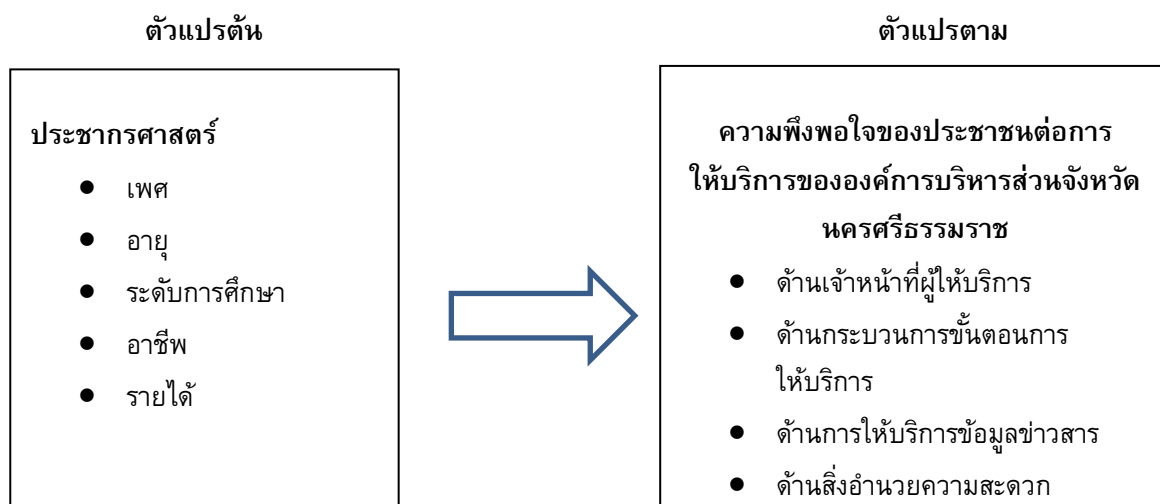 ตัวแปรต้น
ตัวแปรตาม
ประชากรศาสตร์
● เพศ
● อายุ
● ระดับการศึกษา
● อาชีพ
● รายได้
ความพึงพอใจของประชาชนต่อการ
ให้บริการขององค์การบริหารส่วนจังหวัด
นครศรีธรรมราช
● ด้านเจ้าหน้าที่ผู้ให้บริการ
● ด้านกระบวนการขั้นตอนการ
ให้บริการ
● ด้านการให้บริการข้อมูลข่าวสาร
● ด้านสิ่งอำนวยความสะดวก